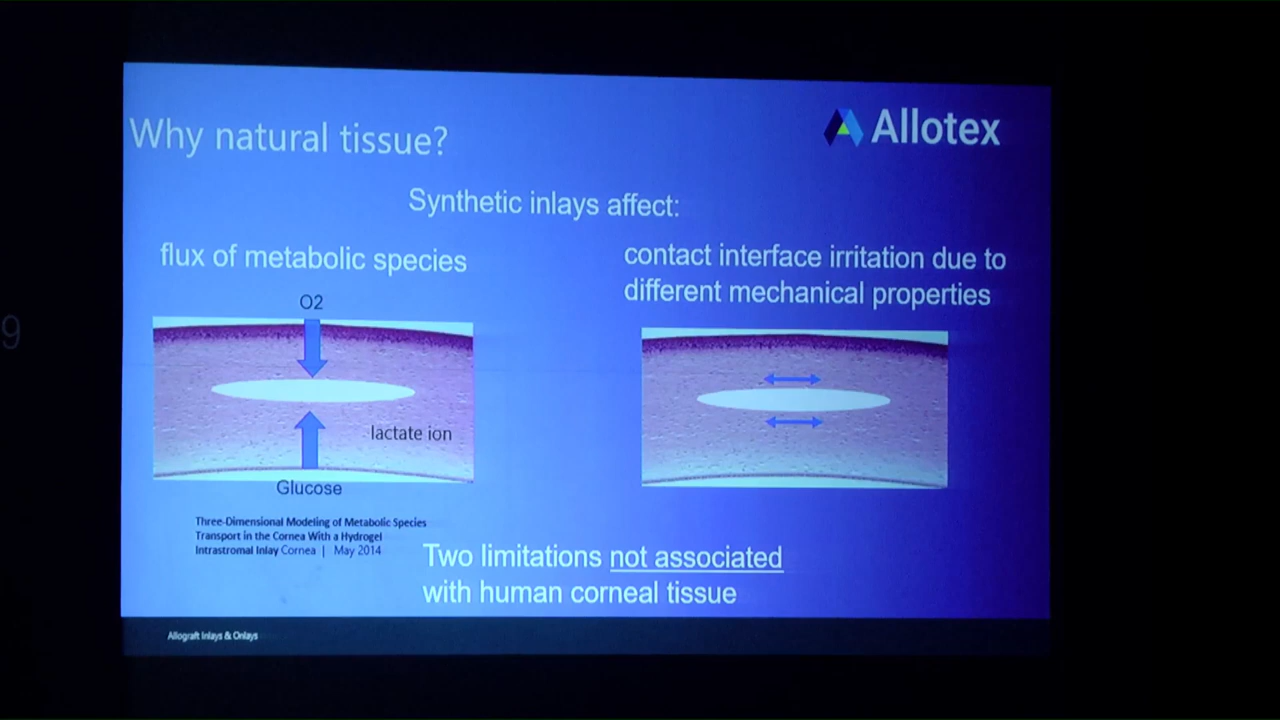 Why natural tissue?
Allotex
Synthetic inlays affect:
flux of metabolic species
O2
lactate ion
Glucose
Three-Dimensional Modeling of Metabolic Species
Transport in the Cornea With a Hydrogel
Intrastromal Inlay Cornea | May 2014
contact interface irritation due to
different mechanical properties
Two limitations not associated
with human corneal tissue
Allograft Inlays & Onlays
9